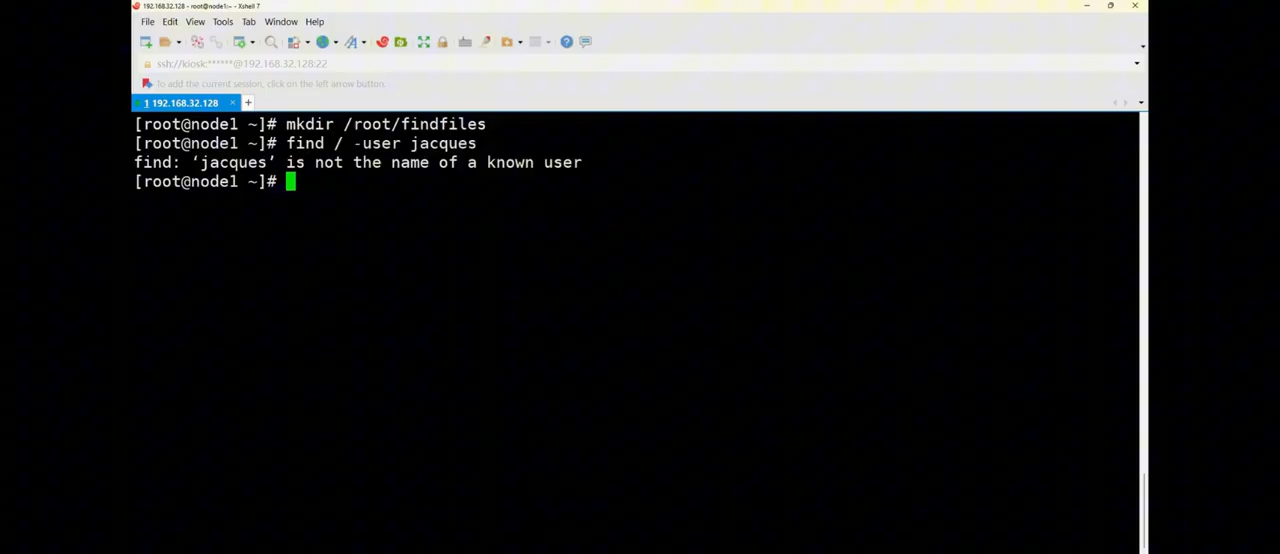 192.168.32.128 - root@node1:~ - Xshell 7
File Edit View Tools Tab Window Help
ssh://kiosk:******@192.168.32.128:22
To add the current session, click on the left arrow button.
1 192.168.32.128 × +
[root@node1 ~]# mkdir /root/findfiles
[root@node1 ~]# find / -user jacques
find: ‘jacques’ is not the name of a known user
[root@node1 ~]#